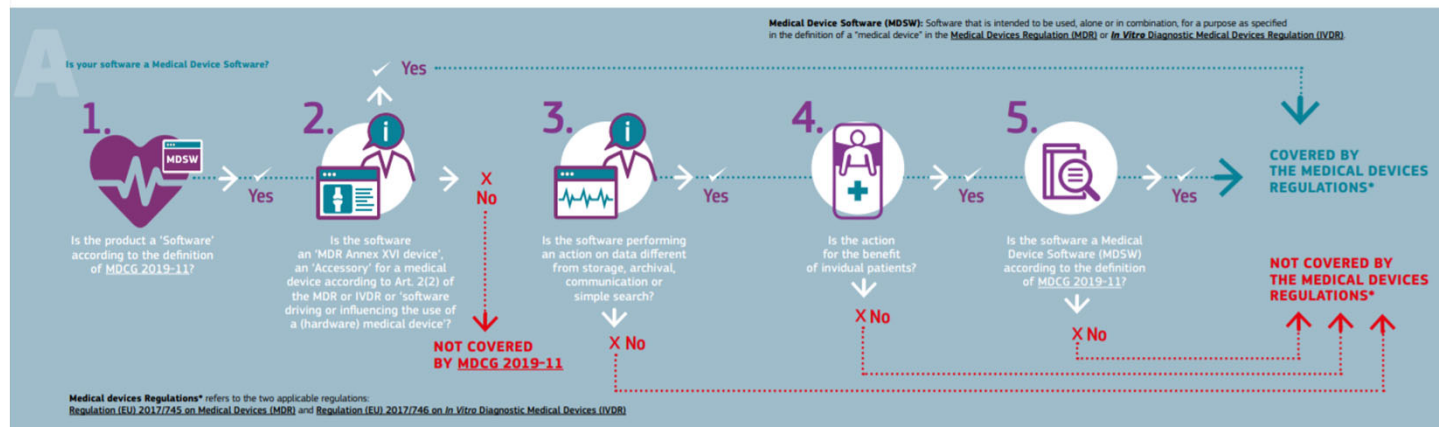 Medical Device Software (MDSW): Software that is intended to be used, alone or in combination, for a purpose as specified
in the definition of a "medical device" in the Medical Devices Regulation (MDR) or In Vitro Diagnostic Medical Devices Regulation (IVDR).
A
Is your software a Medical Device Software?
Yes
1.
MDSW
Yes
Is the product a 'Software'
according to the definition
of MDCG 2019-11?
2.
i
X
No
Is the software
an 'MDR Annex XVI device',
an 'Accessory' for a medical
device according to Art. 2(2) of
the MDR or IVDR or 'software
driving or influencing the use of
a (hardware) medical device'?
NOT COVERED
BY MDCG 2019-11
3.
i
Yes
Is the software performing
an action on data different
from storage, archival,
communication or
simple search?
X No
4.
Yes
Is the action
for the benefit
of invidual patients?
X No
5.
Yes
Is the software a Medical
Device Software (MDSW)
according to the definition
of MDCG 2019-11?
X No
COVERED BY
THE MEDICAL DEVICES
REGULATIONS*
NOT COVERED BY
THE MEDICAL DEVICES
REGULATIONS*
Medical devices Regulations* refers to the two applicable regulations:
Regulation (EU) 2017/745 on Medical Devices (MDR) and Regulation (EU) 2017/746 on In Vitro Diagnostic Medical Devices (IVDR)